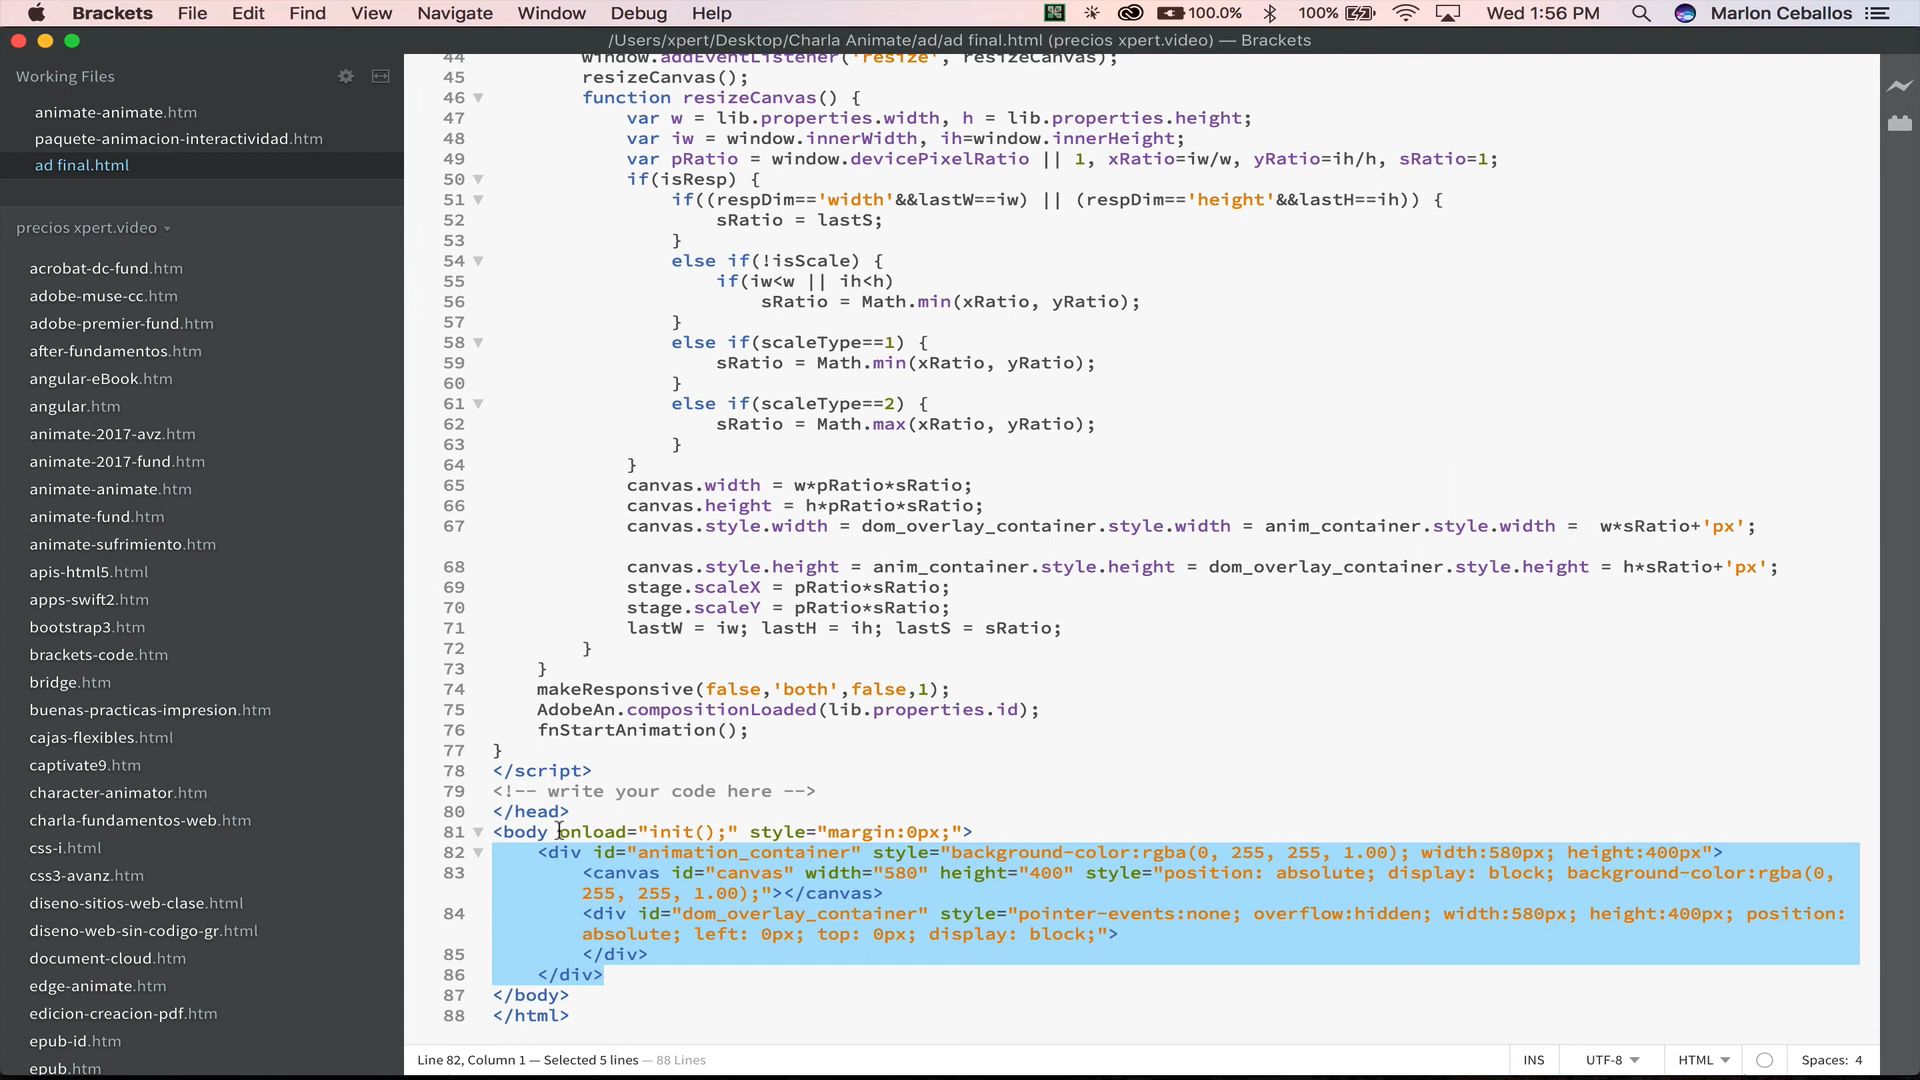 Brackets File Edit Find View Navigate Window Debug Help 100.0% 100% Wed 1:56 PM Marlon Ceballos
/Users/xpert/Desktop/Charla Animate/ad/ad final.html (precios xpert.video) — Brackets
Working Files
animate-animate.htm
paquete-animacion-interactividad.htm
ad final.html
precios xpert.video
acrobat-dc-fund.htm
adobe-muse-cc.htm
adobe-premier-fund.htm
after-fundamentos.htm
angular-eBook.htm
angular.htm
animate-2017-avz.htm
animate-2017-fund.htm
animate-animate.htm
animate-fund.htm
animate-sufrimiento.htm
apis-html5.html
apps-swift2.htm
bootstrap3.htm
brackets-code.htm
bridge.htm
buenas-practicas-impresion.htm
cajas-flexibles.html
captivate9.htm
character-animator.htm
charla-fundamentos-web.htm
css-i.html
css3-avanz.htm
diseno-sitios-web-clase.html
diseno-web-sin-codigo-gr.html
document-cloud.htm
edge-animate.htm
edicion-creacion-pdf.htm
epub-id.htm
epub.htm
44 window.addEventListener('resize', resizeCanvas);
45 resizeCanvas();
46 function resizeCanvas() {
47 var w = lib.properties.width, h = lib.properties.height;
48 var iw = window.innerWidth, ih=window.innerHeight;
49 var pRatio = window.devicePixelRatio || 1, xRatio=iw/w, yRatio=ih/h, sRatio=1;
50 if(isResp) {
51 if((respDim=='width'&&lastW==iw) || (respDim=='height'&&lastH==ih)) {
52 sRatio = lastS;
53 }
54 else if(!isScale) {
55 if(iw<w || ih<h)
56 sRatio = Math.min(xRatio, yRatio);
57 }
58 else if(scaleType==1) {
59 sRatio = Math.min(xRatio, yRatio);
60 }
61 else if(scaleType==2) {
62 sRatio = Math.max(xRatio, yRatio);
63 }
64 }
65 canvas.width = w*pRatio*sRatio;
66 canvas.height = h*pRatio*sRatio;
67 canvas.style.width = dom_overlay_container.style.width = anim_container.style.width =  w*sRatio+'px';
68 canvas.style.height = anim_container.style.height = dom_overlay_container.style.height = h*sRatio+'px';
69 stage.scaleX = pRatio*sRatio;
70 stage.scaleY = pRatio*sRatio;
71 lastW = iw; lastH = ih; lastS = sRatio;
72 }
73 }
74 makeResponsive(false,'both',false,1);
75 AdobeAn.compositionLoaded(lib.properties.id);
76 fnStartAnimation();
77 }
78 </script>
79 <!-- write your code here -->
80 </head>
81 <body onload="init();" style="margin:0px;">
82 <div id="animation_container" style="background-color:rgba(0, 255, 255, 1.00); width:580px; height:400px">
83 <canvas id="canvas" width="580" height="400" style="position: absolute; display: block; background-color:rgba(0,
255, 255, 1.00);"></canvas>
84 <div id="dom_overlay_container" style="pointer-events:none; overflow:hidden; width:580px; height:400px; position:
absolute; left: 0px; top: 0px; display: block;">
85 </div>
86 </div>
87 </body>
88 </html>
Line 82, Column 1 — Selected 5 lines — 88 Lines INS UTF-8 HTML Spaces: 4